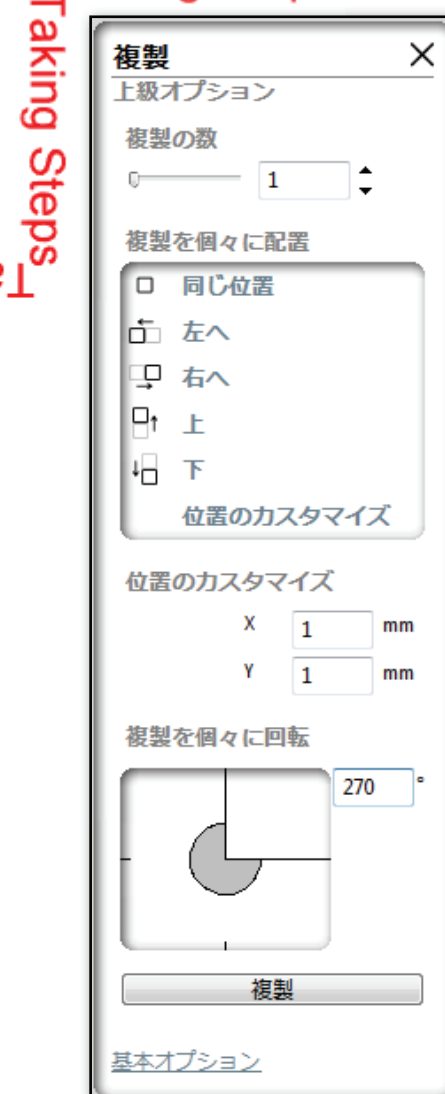 Taking Steps
Ta
複製
上級オプション
複製の数
1
複製を個々に配置
同じ位置
左へ
右へ
上
下
位置のカスタマイズ
位置のカスタマイズ
X 1 mm
Y 1 mm
複製を個々に回転
270 °
複製
基本オプション